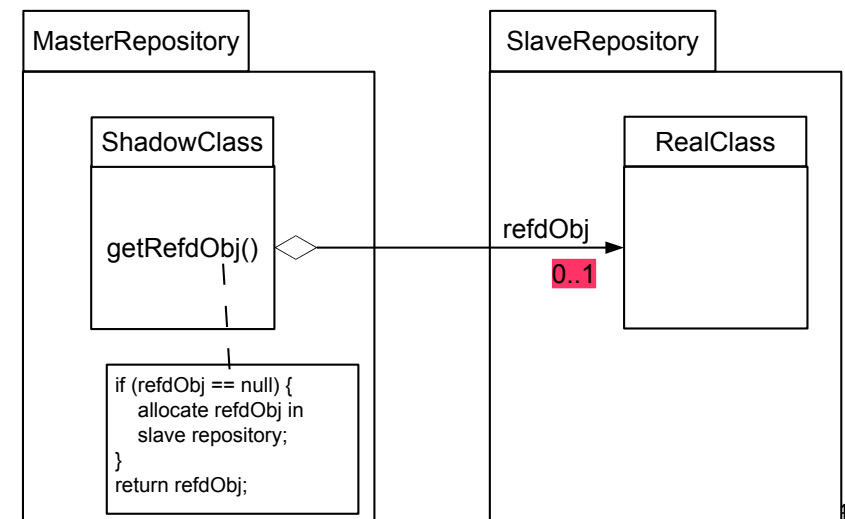 MasterRepository
SlaveRepository
ShadowClass
RealClass
getRefdObj()
refdObj
0..1
if (refdObj == null) {
allocate refdObj in
slave repository;
}
return refdObj;